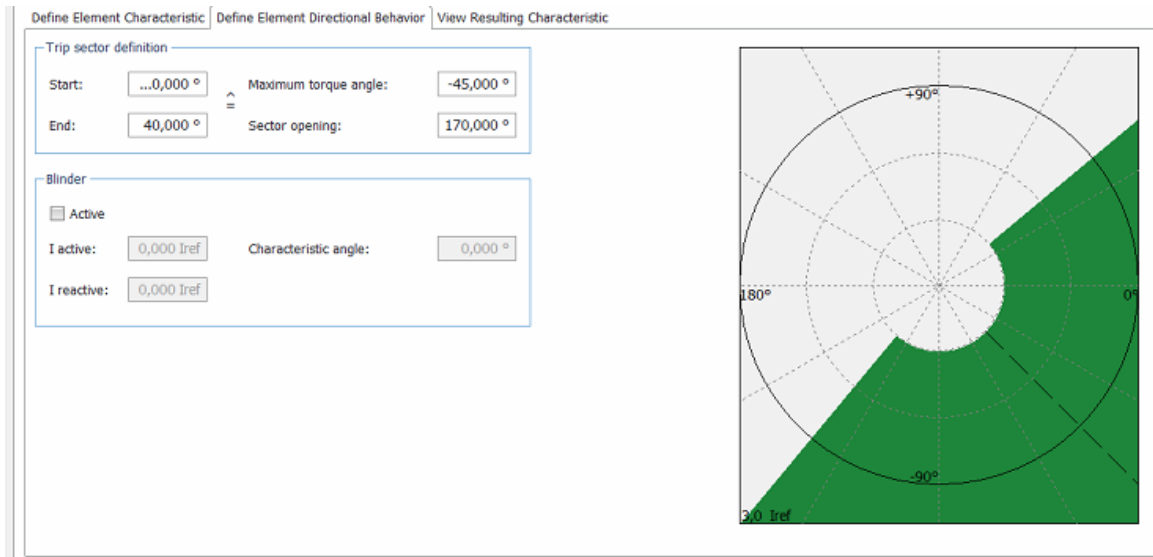 Define Element Characteristic Define Element Directional Behavior View Resulting Characteristic
Trip sector definition
Start: ...0,000 ° Maximum torque angle: -45,000 °
^
=
End: 40,000 ° Sector opening: 170,000 °
Blinder
Active
I active: 0,000 Iref Characteristic angle: 0,000 °
I reactive: 0,000 Iref
+90°
180° 0°
-90°
3,0 Iref